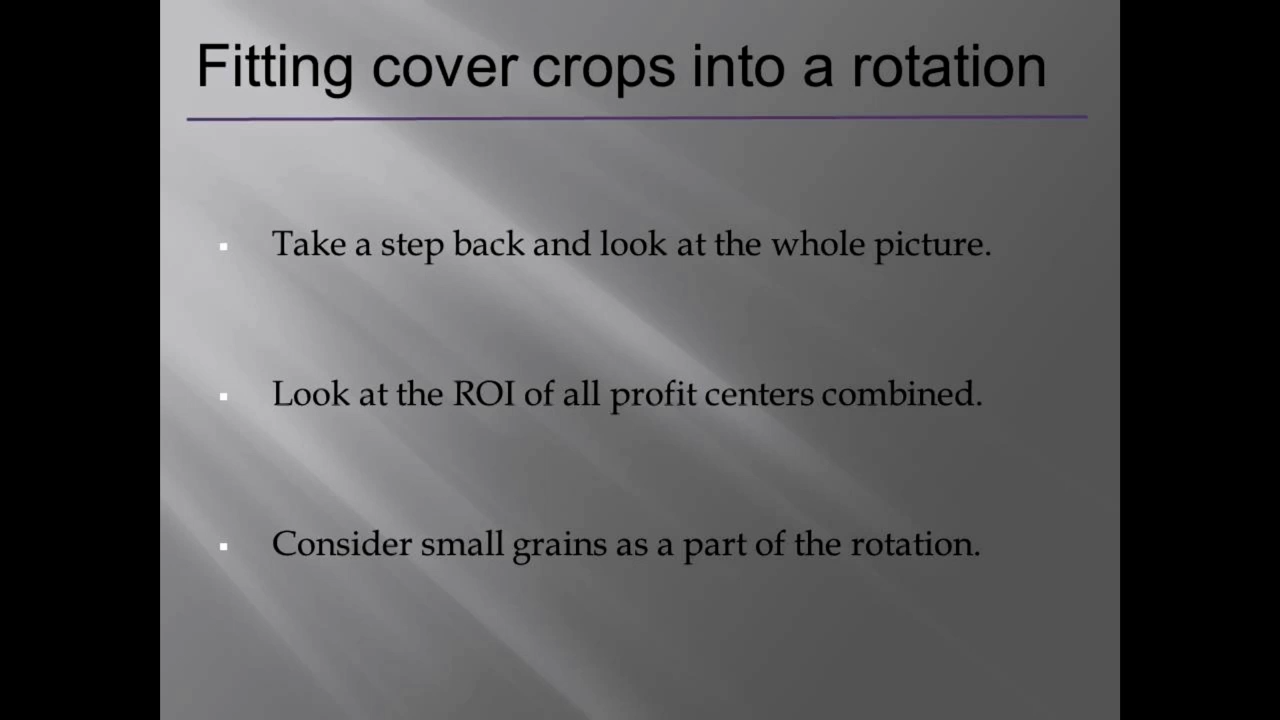 Fitting cover crops into a rotation
Take a step back and look at the whole picture.
Look at the ROI of all profit centers combined.
Consider small grains as a part of the rotation.